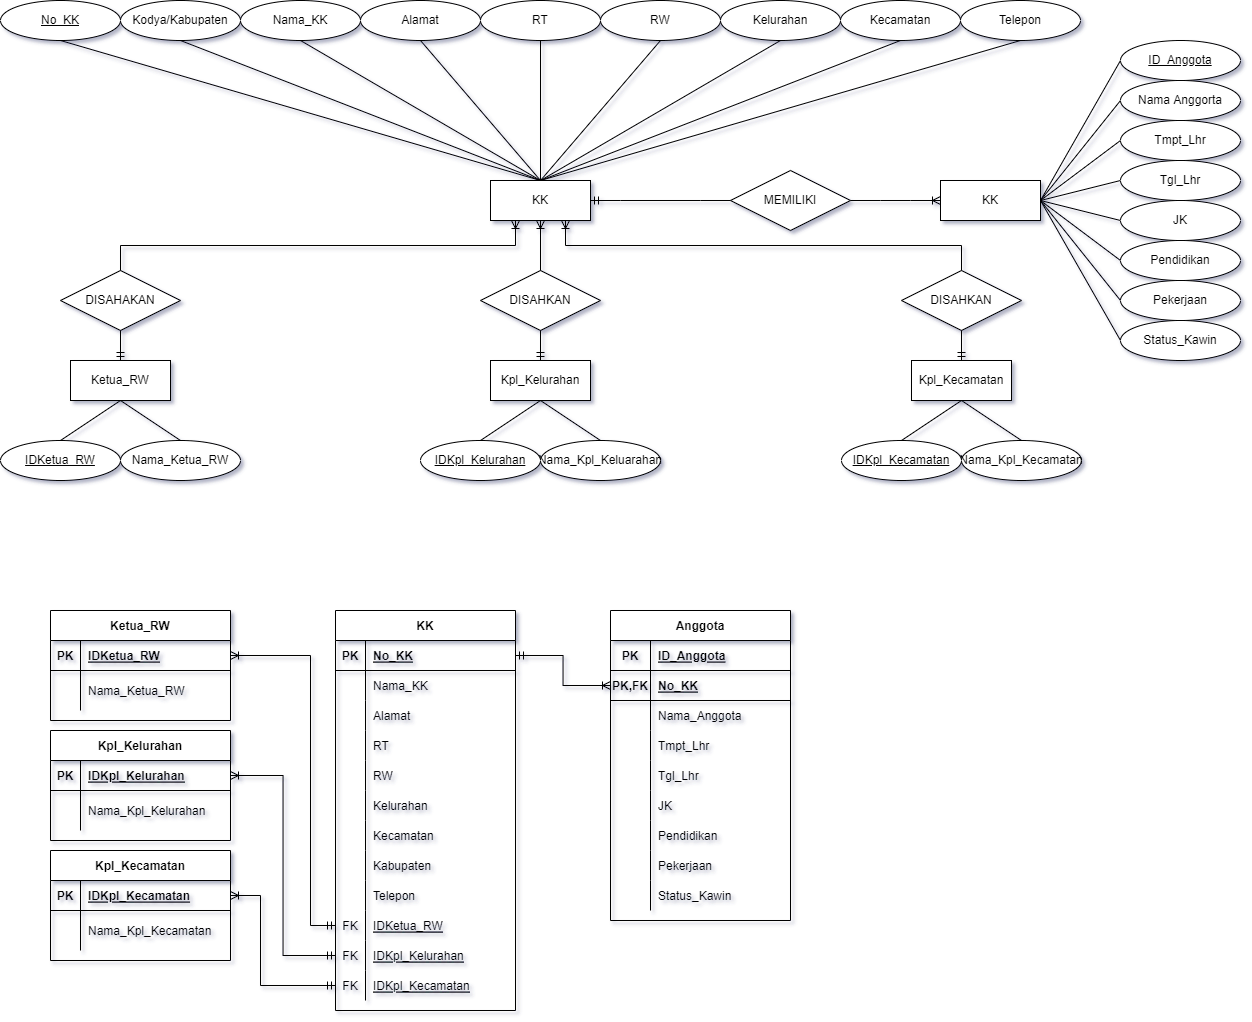 No_KK
Kodya/Kabupaten
Nama_KK
Alamat
RT
RW
Kelurahan
Kecamatan
Telepon
ID_Anggota
Nama Anggorta
Tmpt_Lhr
Tgl_Lhr
JK
Pendidikan
Pekerjaan
Status_Kawin
KK
MEMILIKI
KK
DISAHAKAN
DISAHKAN
DISAHKAN
Ketua_RW
Kpl_Kelurahan
Kpl_Kecamatan
IDKetua_RW
Nama_Ketua_RW
IDKpl_Kelurahan
Nama_Kpl_Keluarahan
IDKpl_Kecamatan
Nama_Kpl_Kecamatan
Ketua_RW
PK IDKetua_RW
Nama_Ketua_RW
Kpl_Kelurahan
PK IDKpl_Kelurahan
Nama_Kpl_Kelurahan
Kpl_Kecamatan
PK IDKpl_Kecamatan
Nama_Kpl_Kecamatan
KK
PK No_KK
Nama_KK
Alamat
RT
RW
Kelurahan
Kecamatan
Kabupaten
Telepon
FK IDKetua_RW
FK IDKpl_Kelurahan
FK IDKpl_Kecamatan
Anggota
PK ID_Anggota
PK,FK No_KK
Nama_Anggota
Tmpt_Lhr
Tgl_Lhr
JK
Pendidikan
Pekerjaan
Status_Kawin